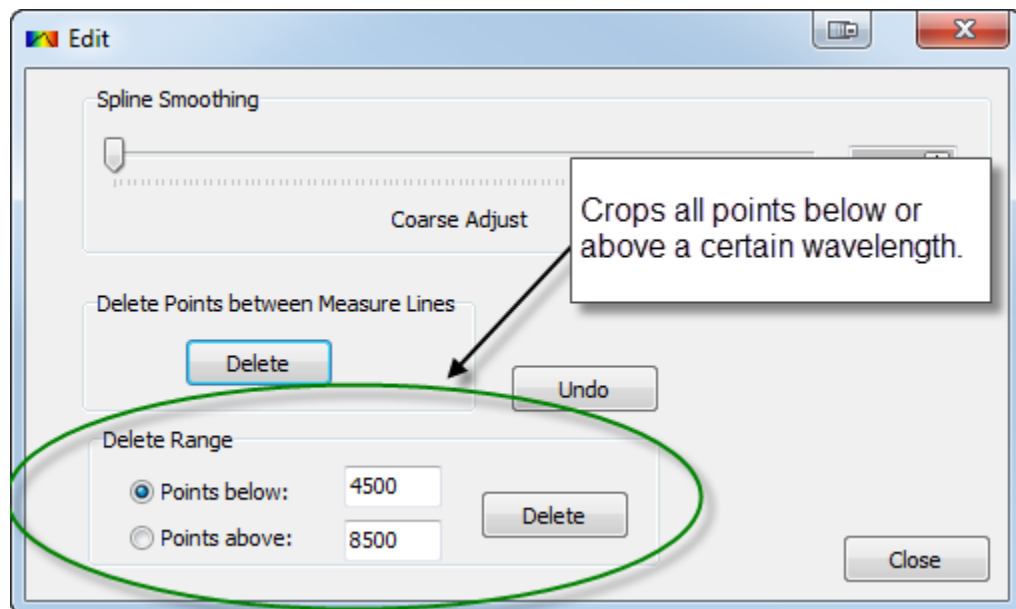 Edit
Spline Smoothing
Coarse Adjust
Crops all points below or
above a certain wavelength.
Delete Points between Measure Lines
Delete
Undo
Delete Range
Points below:
4500
Delete
Points above:
8500
Close